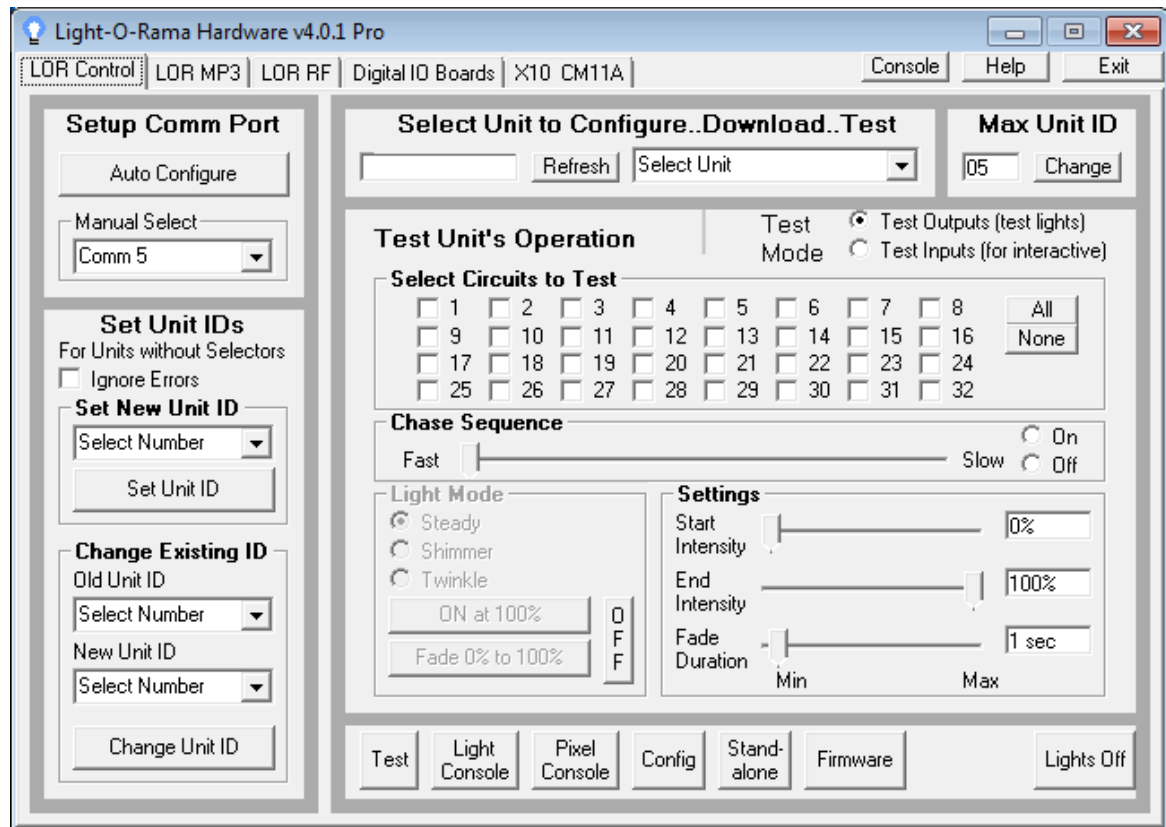 Light-O-Rama Hardware v4.0.1 Pro
LOR Control LOR MP3 LOR RF Digital IO Boards X10 CM11A Console Help Exit
Setup Comm Port
Auto Configure
Manual Select
Comm 5
Set Unit IDs
For Units without Selectors
Ignore Errors
Set New Unit ID
Select Number
Set Unit ID
Change Existing ID
Old Unit ID
Select Number
New Unit ID
Select Number
Change Unit ID
Select Unit to Configure..Download..Test
Refresh Select Unit
Max Unit ID
05 Change
Test Unit's Operation
Test
Mode
Test Outputs (test lights)
Test Inputs (for interactive)
Select Circuits to Test
1 2 3 4 5 6 7 8 All
9 10 11 12 13 14 15 16 None
17 18 19 20 21 22 23 24
25 26 27 28 29 30 31 32
Chase Sequence
Fast Slow
On
Off
Light Mode
Steady
Shimmer
Twinkle
ON at 100%
Fade 0% to 100%
O
F
F
Settings
Start
Intensity
0%
End
Intensity
100%
Fade
Duration
1 sec
Min Max
Test
Light
Console
Pixel
Console
Config
Stand-
alone
Firmware
Lights Off